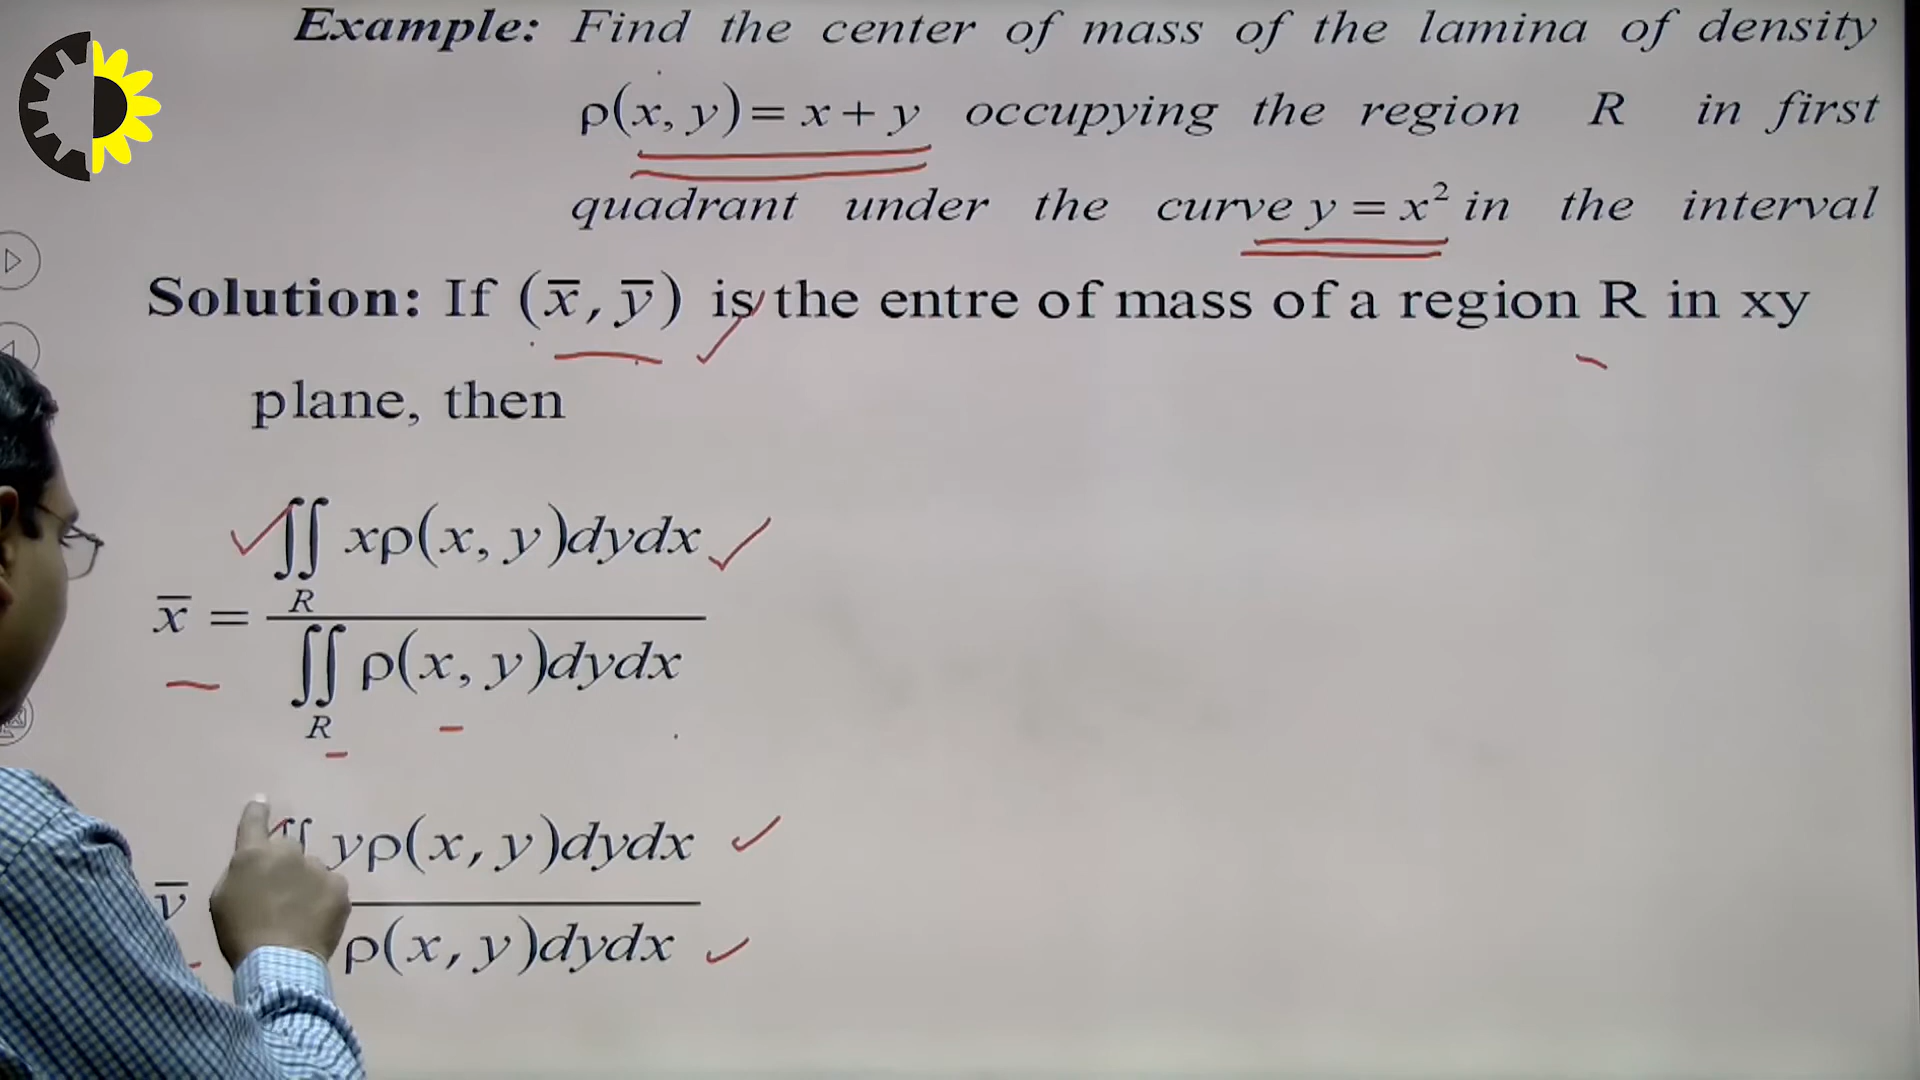 Example: Find the center of mass of the lamina of density
ρ(x, y) = x + y occupying the region R in first
quadrant under the curve y = x² in the interval
Solution: If (x̅, y̅) is the entre of mass of a region R in xy
plane, then
∬ xρ(x, y)dydx
R
x̅ =
∬ ρ(x, y)dydx
R
∬ yρ(x, y)dydx
y̅
ρ(x, y)dydx